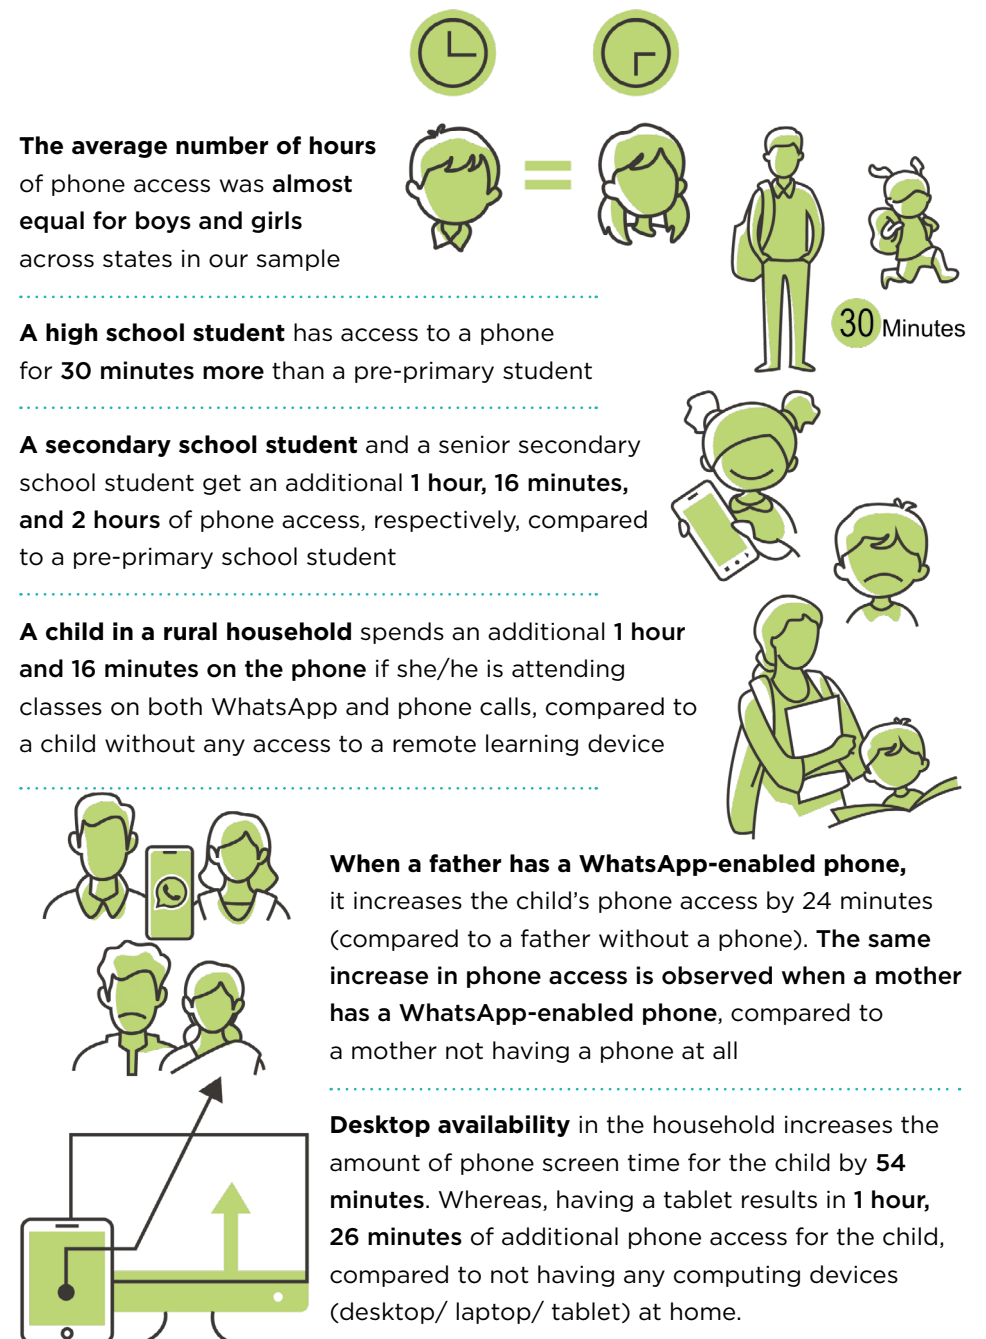 The average number of hours
of phone access was almost
equal for boys and girls
across states in our sample
30 Minutes
A high school student has access to a phone
for 30 minutes more than a pre-primary student
A secondary school student and a senior secondary
school student get an additional 1 hour, 16 minutes,
and 2 hours of phone access, respectively, compared
to a pre-primary school student
A child in a rural household spends an additional 1 hour
and 16 minutes on the phone if she/he is attending
classes on both WhatsApp and phone calls, compared to
a child without any access to a remote learning device
When a father has a WhatsApp-enabled phone,
it increases the child’s phone access by 24 minutes
(compared to a father without a phone). The same
increase in phone access is observed when a mother
has a WhatsApp-enabled phone, compared to
a mother not having a phone at all
Desktop availability in the household increases the
amount of phone screen time for the child by 54
minutes. Whereas, having a tablet results in 1 hour,
26 minutes of additional phone access for the child,
compared to not having any computing devices
(desktop/ laptop/ tablet) at home.